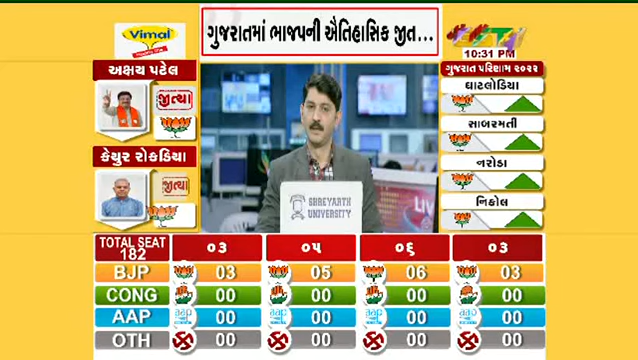 Vimal
ગુજરાતમાં ભાજપની ઐતિહાસિક જીત...
10:31 PM
અક્ષય પટેલ
જીત્યા
કેયુર રોકડિયા
જીત્યા
ગુજરાત પરિણામ ૨૦૨૨
ઘાટલોડિયા
સાબરમતી
નરોડા
નિકોલ
SHREYARTH
UNIVERSITY
LIVE
TOTAL SEAT
182
૦૩ ૦૫ ૦૬ ૦૩
BJP 03 05 06 03
CONG 00 00 00 00
AAP 00 00 00 00
OTH 00 00 00 00